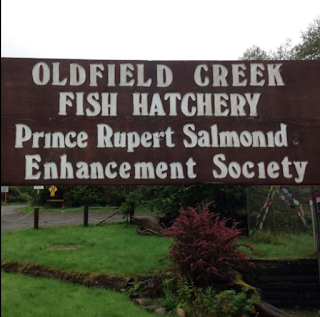 OLDFIELD CREEK
FISH HATCHERY
Prince Rupert Salmonid
Enhancement Society